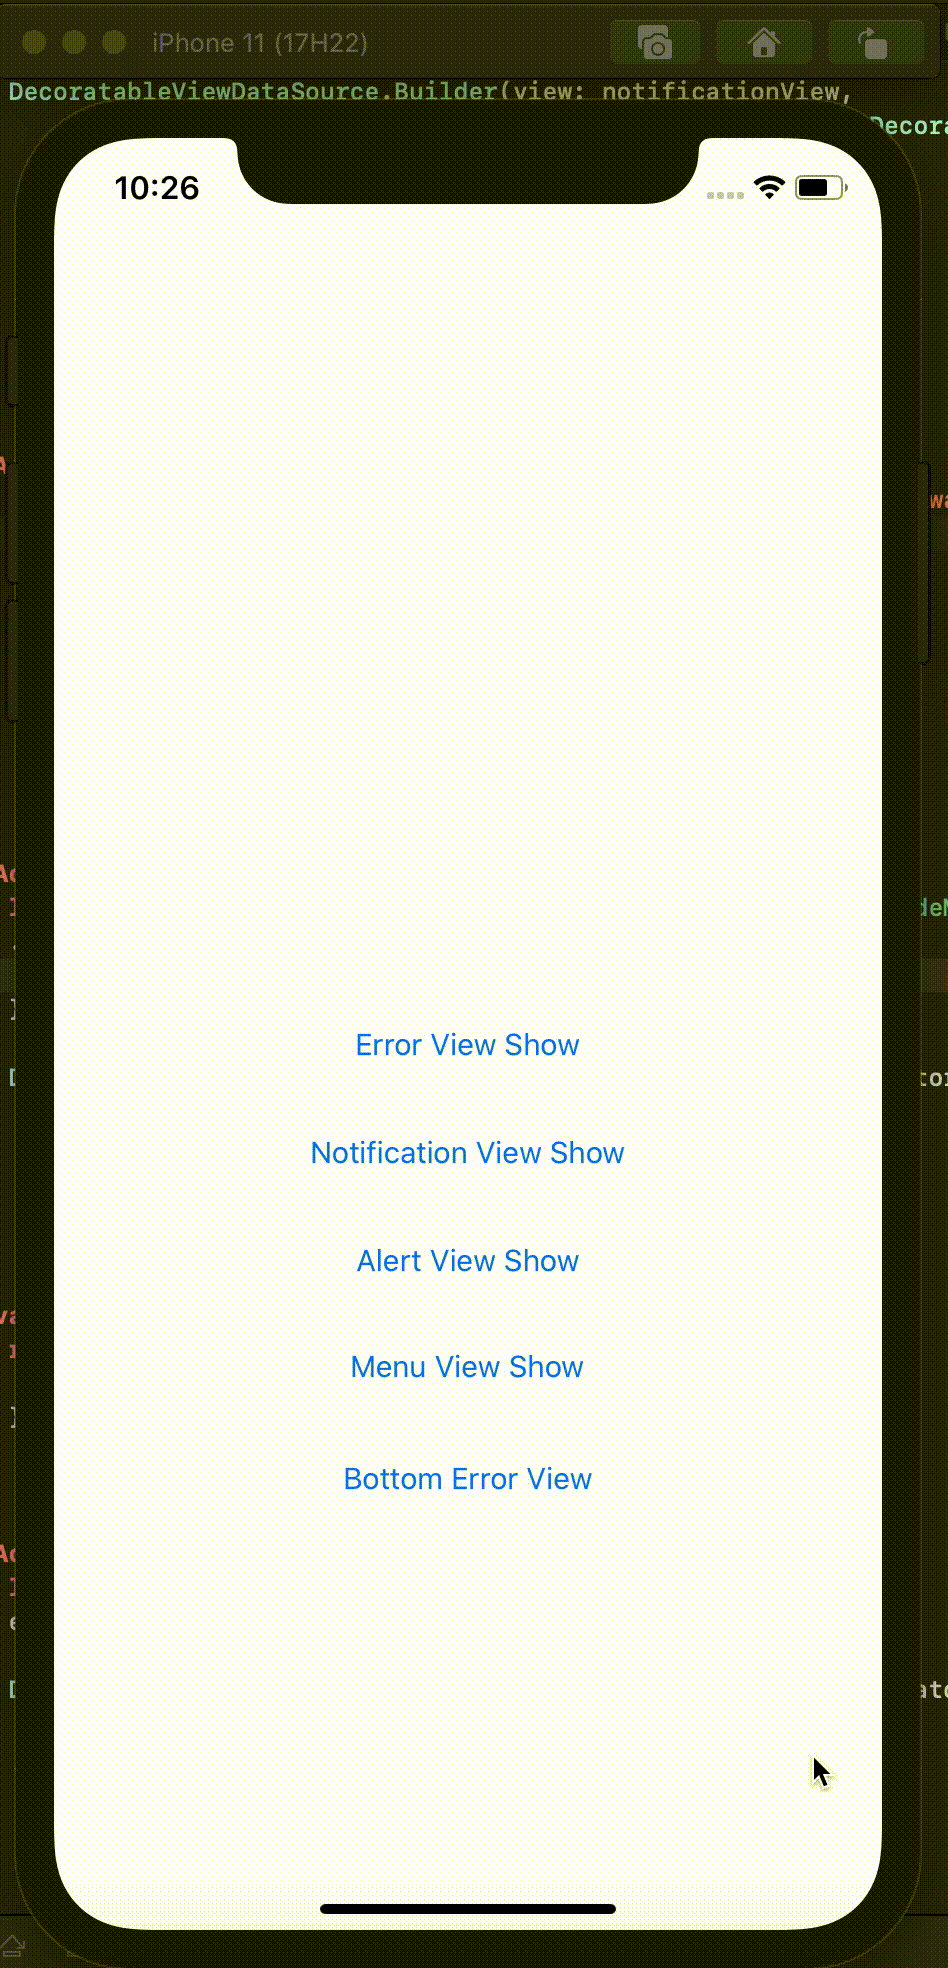 iPhone 11 (17H22)
DecoratableViewDataSource.Builder(view: notificationView,
Decora
10:26
Error View Show
Notification View Show
Alert View Show
Menu View Show
Bottom Error View